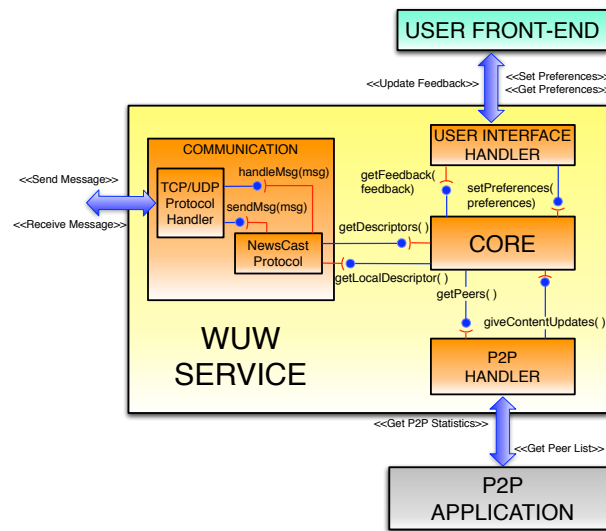 USER FRONT-END
<<Update Feedback>>
<<Set Preferences>>
<<Get Preferences>>
COMMUNICATION
USER INTERFACE
HANDLER
<<Send Message>>
TCP/UDP
Protocol
Handler
handleMsg(msg)
sendMsg(msg)
getFeedback(
feedback)
setPreferences(
preferences)
<<Receive Message>>
NewsCast
Protocol
getDescriptors( )
CORE
getLocalDescriptor( )
getPeers( )
giveContentUpdates( )
WUW
SERVICE
P2P
HANDLER
<<Get P2P Statistics>>
<<Get Peer List>>
P2P
APPLICATION